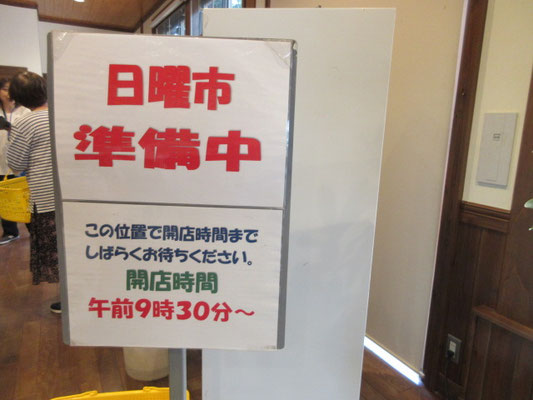 日曜市
準備中
この位置で開店時間まで
しばらくお待ちください。
開店時間
午前9時30分～